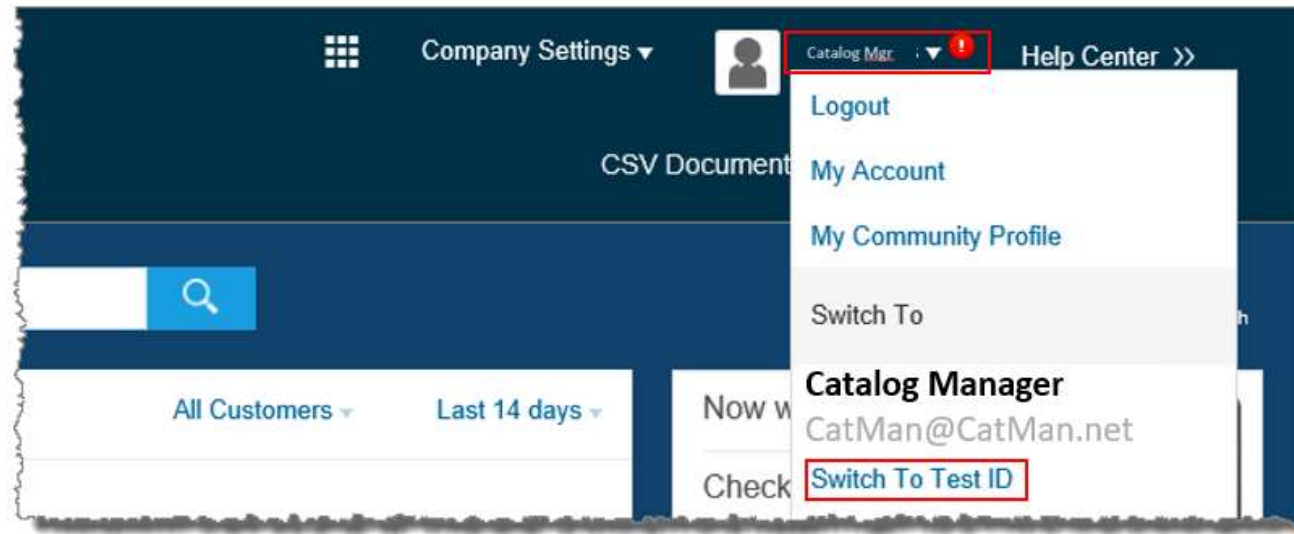 Company Settings
Catalog Mgr.
Help Center >>
CSV Document
Logout
My Account
My Community Profile
Switch To
h
Catalog Manager
CatMan@CatMan.net
Switch To Test ID
All Customers
Last 14 days
Now w
Check